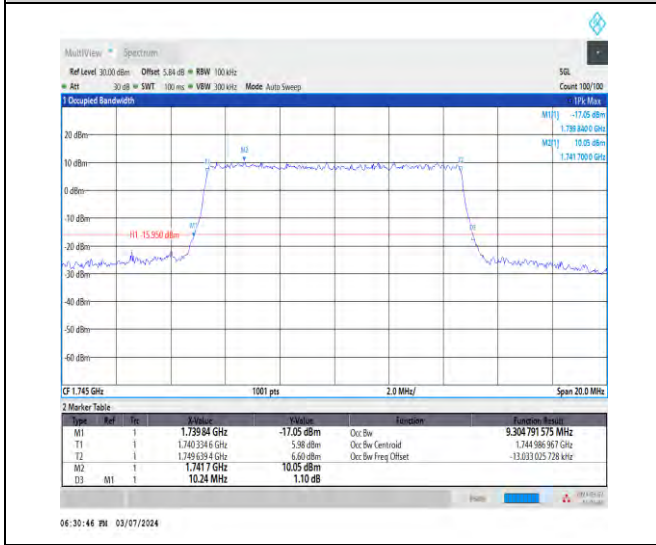 MultiView Spectrum
Ref Level 30.00 dBm Offset 5.84 dB RBW 100 kHz SGL
Att 30 dB SWT 100 ms VBW 300 kHz Mode Auto Sweep Count 100/100
1 Occupied Bandwidth 1Pk Max
M1[1] -17.05 dBm
1.739 840 0 GHz
M2[1] 10.05 dBm
1.741 700 0 GHz
20 dBm
M2
T1
T2
10 dBm
0 dBm
-10 dBm
M1
D3
H1 -15.950 dBm
-20 dBm
-30 dBm
-40 dBm
-50 dBm
-60 dBm
CF 1.745 GHz 1001 pts 2.0 MHz/ Span 20.0 MHz
2 Marker Table
Type Ref Trc X-Value Y-Value Function Function Result
M1 1 1.739 84 GHz -17.05 dBm Occ Bw 9.304 791 575 MHz
T1 1 1.740 334 6 GHz 5.98 dBm Occ Bw Centroid 1.744 986 967 GHz
T2 1 1.749 639 4 GHz 6.60 dBm Occ Bw Freq Offset -13.033 025 728 kHz
M2 1 1.741 7 GHz 10.05 dBm
D3 M1 1 10.24 MHz 1.10 dB
06:30:46 PM 03/07/2024